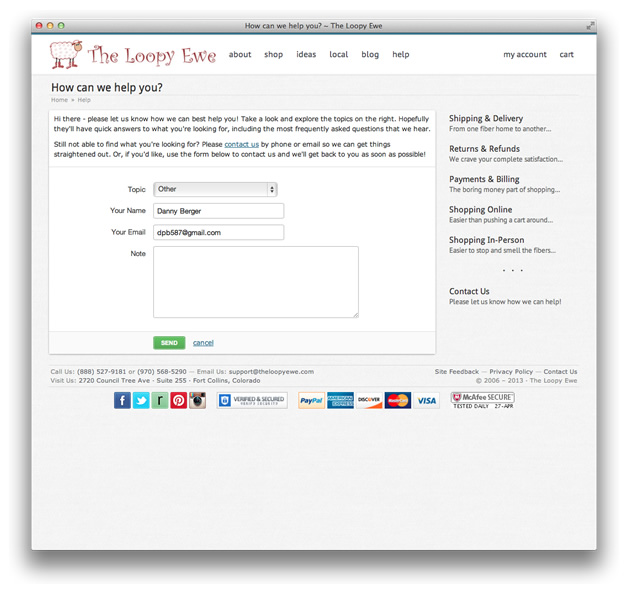 How can we help you? ~ The Loopy Ewe
The Loopy Ewe
about shop ideas local blog help
my account cart
How can we help you?
Home » Help
Hi there - please let us know how we can best help you! Take a look and explore the topics on the right. Hopefully
they'll have quick answers to what you're looking for, including the most frequently asked questions that we hear.
Still not able to find what you're looking for? Please contact us by phone or email so we can get things
straightened out. Or, if you'd like, use the form below to contact us and we'll get back to you as soon as possible!
Topic Other
Your Name Danny Berger
Your Email dpb587@gmail.com
Note
SEND cancel
Shipping & Delivery
From one fiber home to another...
Returns & Refunds
We crave your complete satisfaction...
Payments & Billing
The boring money part of shopping...
Shopping Online
Easier than pushing a cart around...
Shopping In-Person
Easier to stop and smell the fibers...
• • •
Contact Us
Please let us know how we can help!
Call Us: (888) 527-9181 or (970) 568-5290 — Email Us: support@theloopyewe.com
Visit Us: 2720 Council Tree Ave · Suite 255 · Fort Collins, Colorado
Site Feedback — Privacy Policy — Contact Us
© 2006 – 2013 · The Loopy Ewe
f r VERIFIED & SECURED PayPal AMERICAN EXPRESS DISCOVER MasterCard VISA McAfee SECURE
VERIFY SECURITY
TESTED DAILY 27-APR